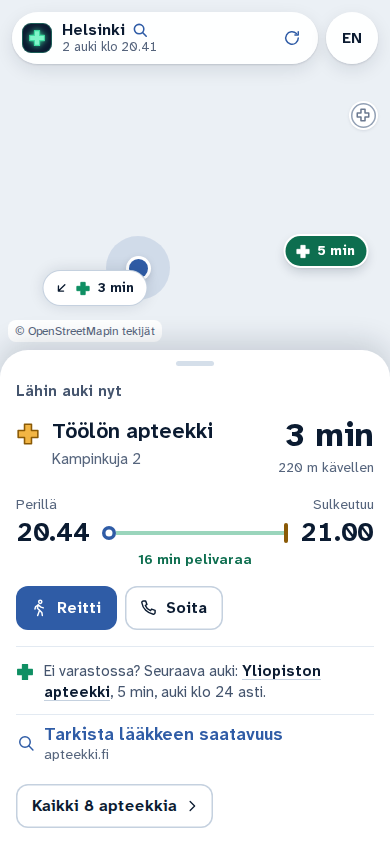 Helsinki
2 auki klo 20.41
EN
5 min
3 min
© OpenStreetMapin tekijät
Lähin auki nyt
Töölön apteekki
3 min
Kampinkuja 2
220 m kävellen
Perillä
Sulkeutuu
20.44
21.00
16 min pelivaraa
Reitti
Soita
Ei varastossa? Seuraava auki: Yliopiston
apteekki, 5 min, auki klo 24 asti.
Tarkista lääkkeen saatavuus
apteekki.fi
Kaikki 8 apteekkia